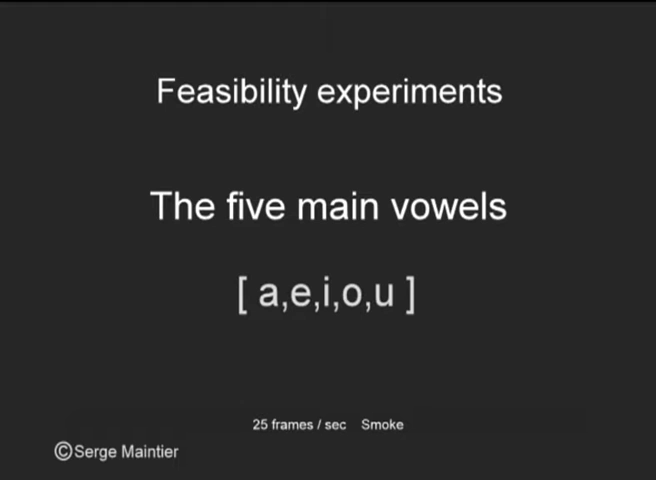 Feasibility experiments
The five main vowels
[ a,e,i,o,u ]
25 frames / sec Smoke
©Serge Maintier